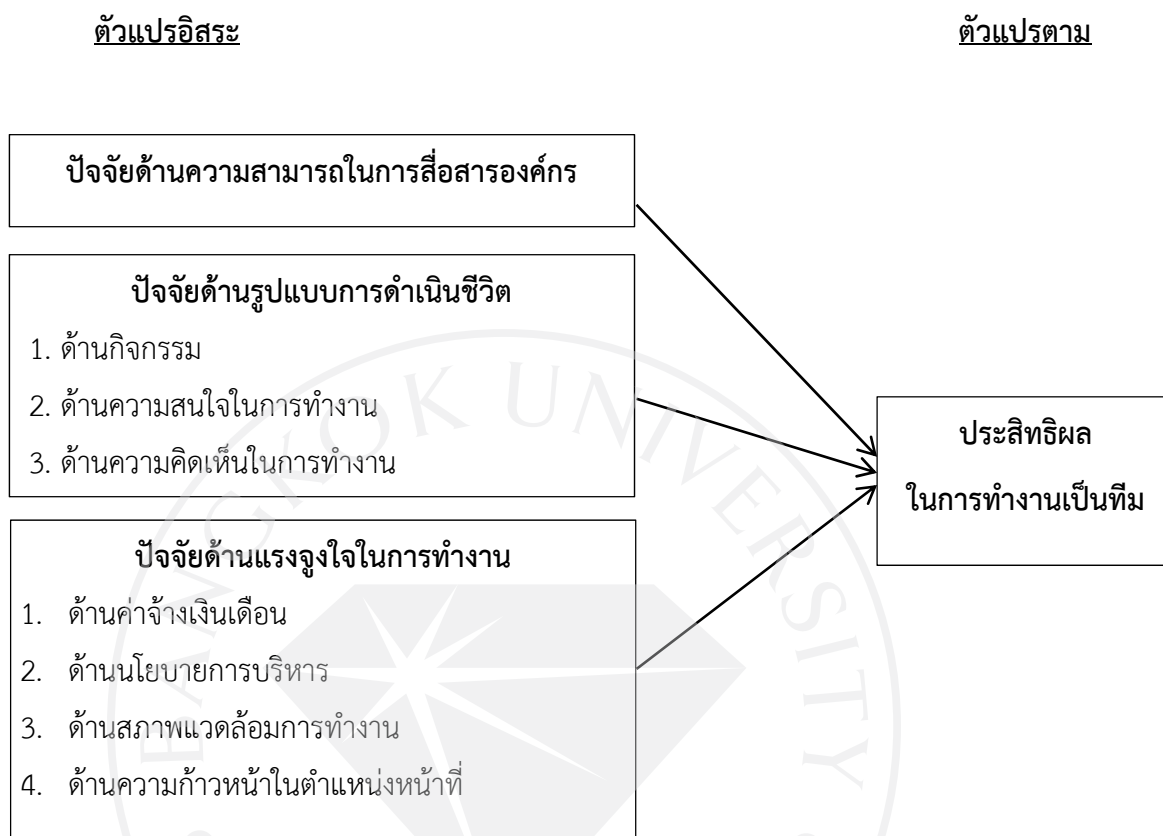 ตัวแปรอิสระ
ตัวแปรตาม
ปัจจัยด้านความสามารถในการสื่อสารองค์กร
ปัจจัยด้านรูปแบบการดำเนินชีวิต
1. ด้านกิจกรรม
2. ด้านความสนใจในการทำงาน
3. ด้านความคิดเห็นในการทำงาน
ประสิทธิผล
ในการทำงานเป็นทีม
ปัจจัยด้านแรงจูงใจในการทำงาน
1. ด้านค่าจ้างเงินเดือน
2. ด้านนโยบายการบริหาร
3. ด้านสภาพแวดล้อมการทำงาน
4. ด้านความก้าวหน้าในตำแหน่งหน้าที่
BANGKOK UNIVERSITY